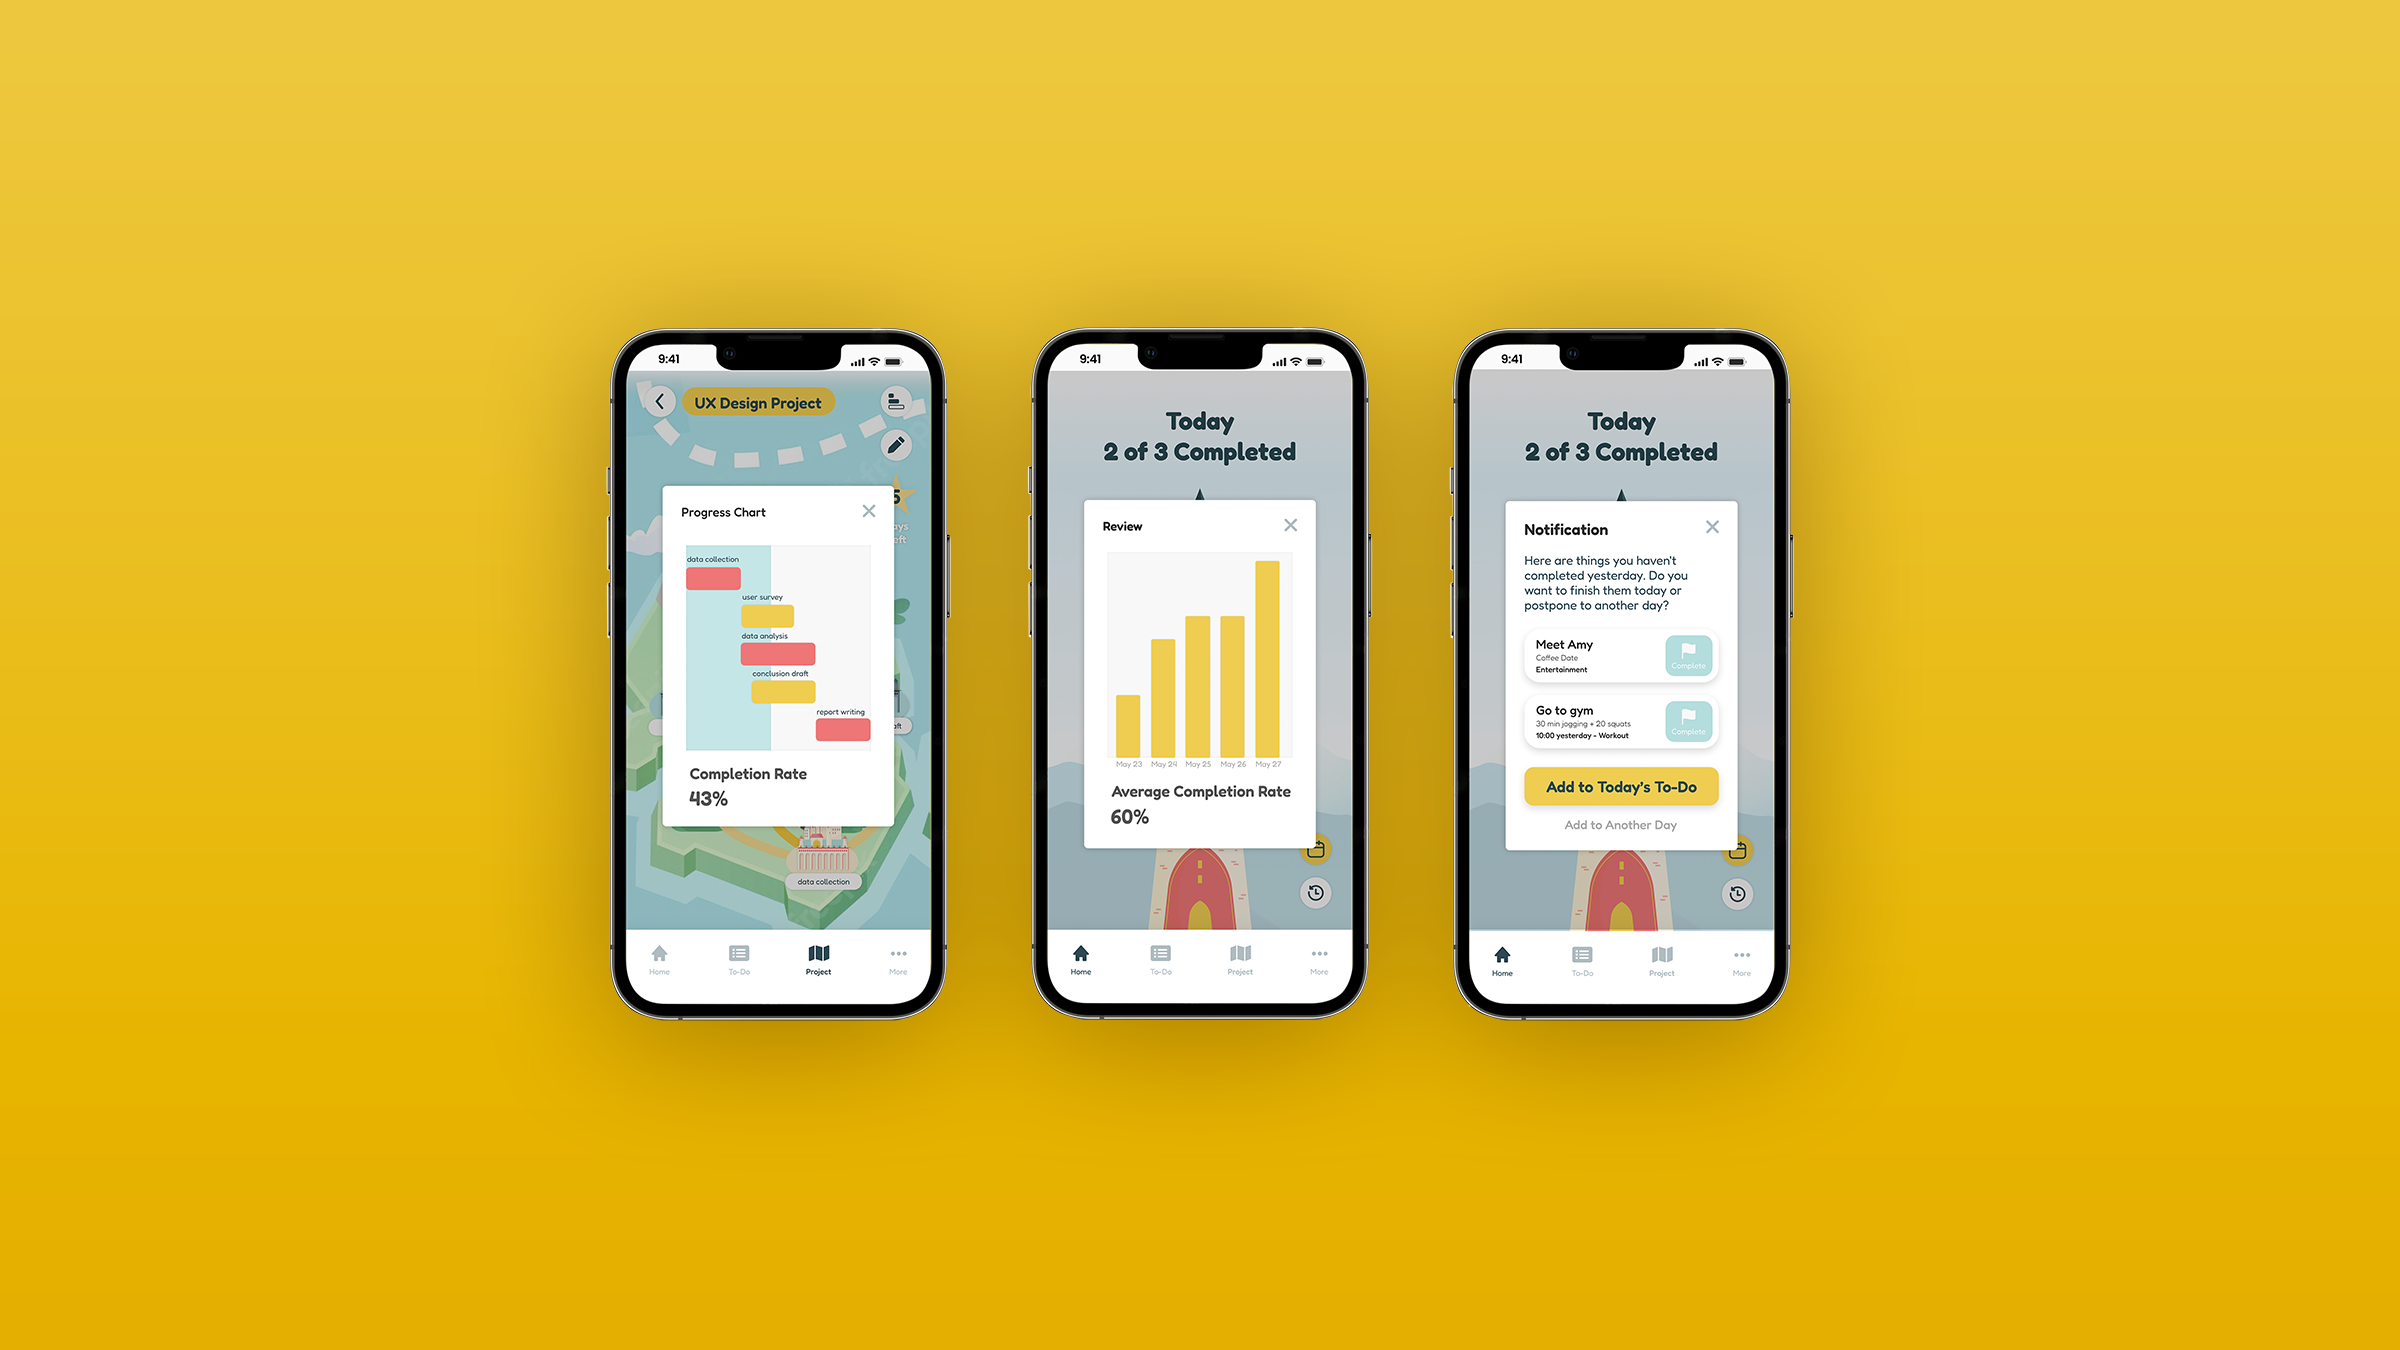 9:41
UX Design Project
5
Progress Chart
data collection
user survey
data analysis
conclusion draft
report writing
Completion Rate
43%
data collection
Home
To-Do
Project
More
9:41
Today
2 of 3 Completed
Review
May 23
May 24
May 25
May 26
May 27
Average Completion Rate
60%
Home
To-Do
Project
More
9:41
Today
2 of 3 Completed
Notification
Here are things you haven't
completed yesterday. Do you
want to finish them today or
postpone to another day?
Meet Amy
Coffee Date
Entertainment
Complete
Go to gym
30 min jogging + 20 squats
10:00 yesterday - Workout
Complete
Add to Today's To-Do
Add to Another Day
Home
To-Do
Project
More